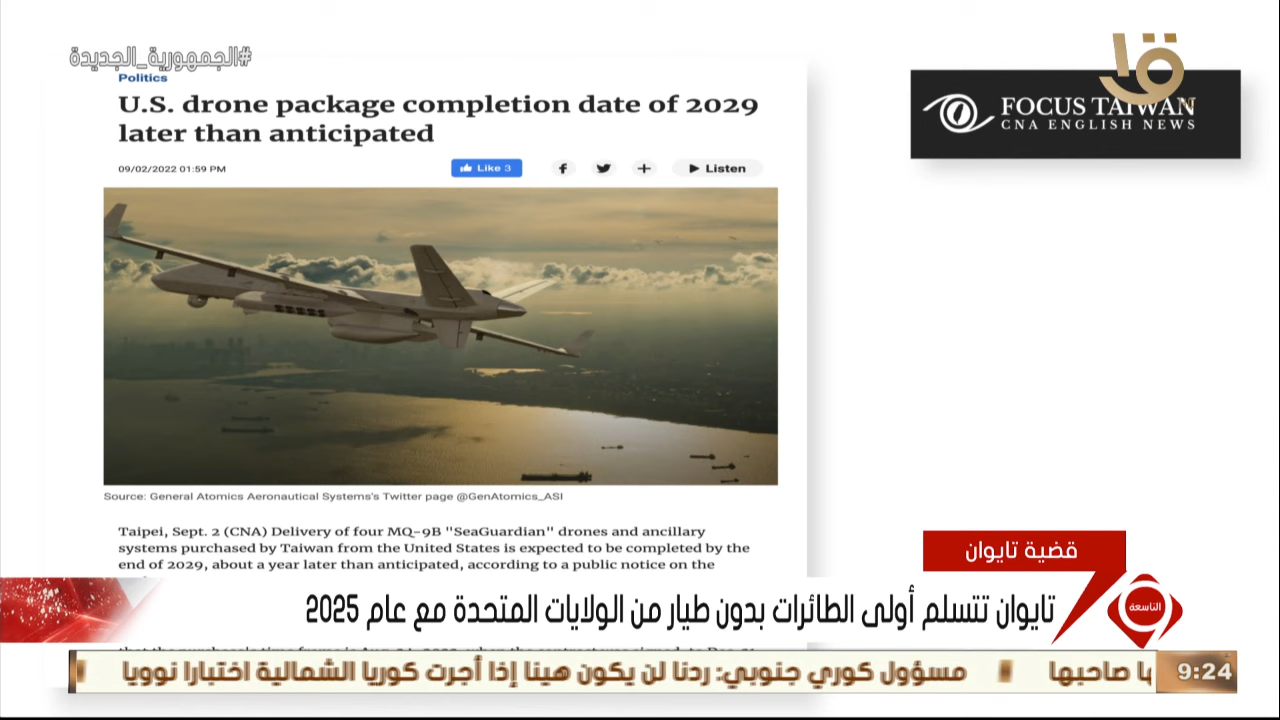 #الجمهورية_الجديدة
Politics
U.S. drone package completion date of 2029
later than anticipated
09/02/2022 01:59 PM
Like 3
Listen
FOCUS TAIWAN
CNA ENGLISH NEWS
Source: General Atomics Aeronautical Systems's Twitter page @GenAtomics_ASI
Taipei, Sept. 2 (CNA) Delivery of four MQ-9B "SeaGuardian" drones and ancillary
systems purchased by Taiwan from the United States is expected to be completed by the
end of 2029, about a year later than anticipated, according to a public notice on the
قضية تايوان
تايوان تتسلم أولى الطائرات بدون طيار من الولايات المتحدة مع عام 2025
التاسعة
صاحبها
مسؤول كوري جنوبي: ردنا لن يكون هينا إذا أجرت كوريا الشمالية اختبارا نوويا
9:24